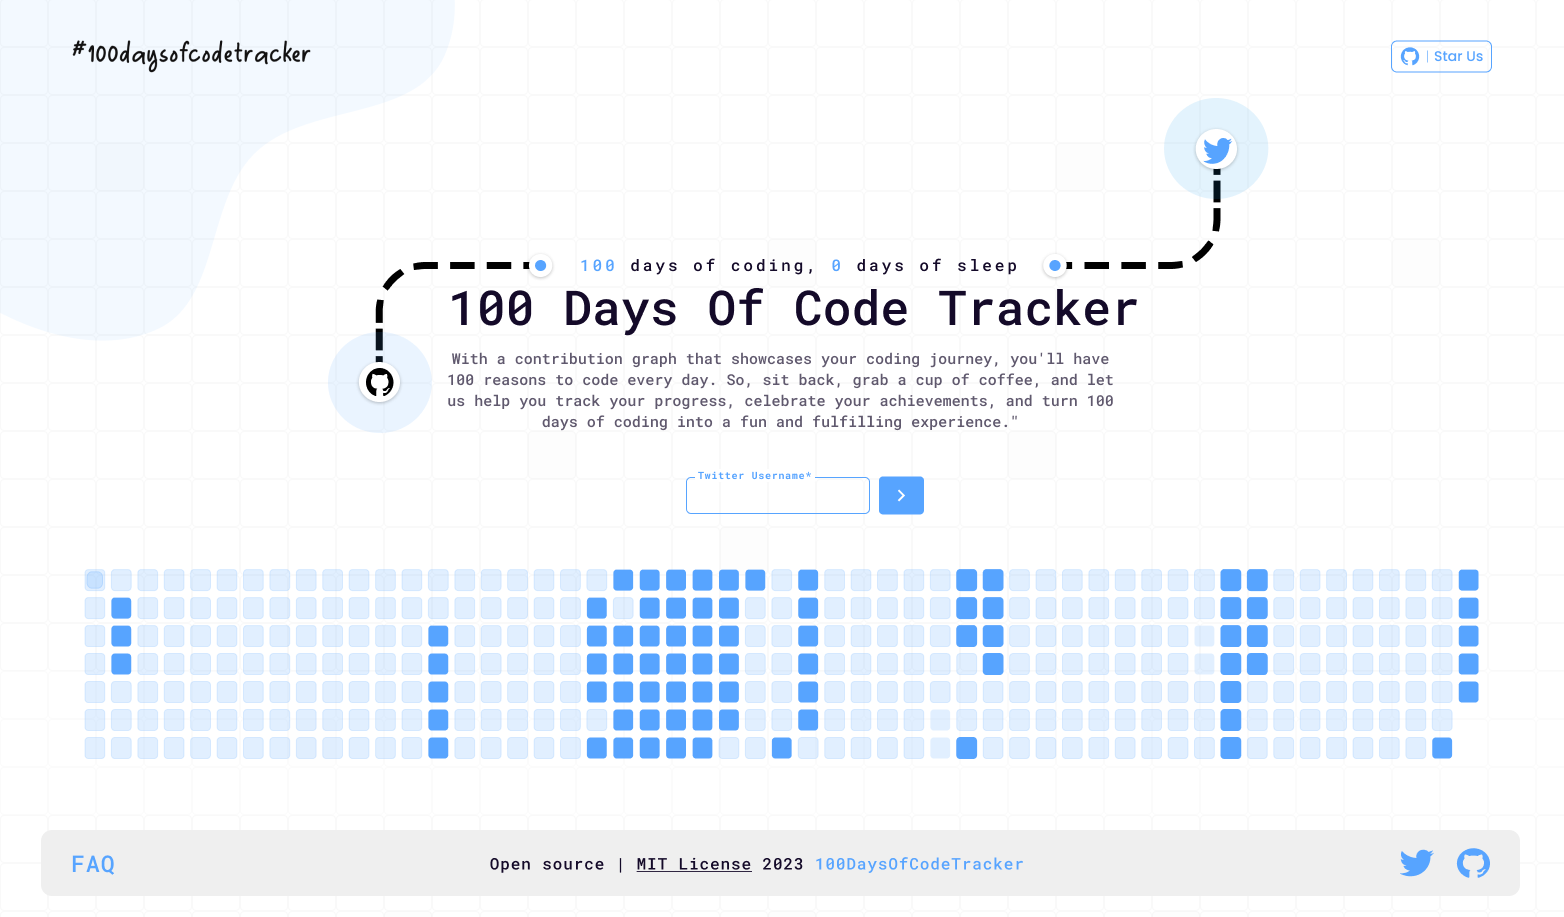 #100daysofcodetracker
| Star Us
100 days of coding, 0 days of sleep
100 Days Of Code Tracker
With a contribution graph that showcases your coding journey, you'll have
100 reasons to code every day. So, sit back, grab a cup of coffee, and let
us help you track your progress, celebrate your achievements, and turn 100
days of coding into a fun and fulfilling experience."
Twitter Username*
FAQ
Open source | MIT License 2023 100DaysOfCodeTracker